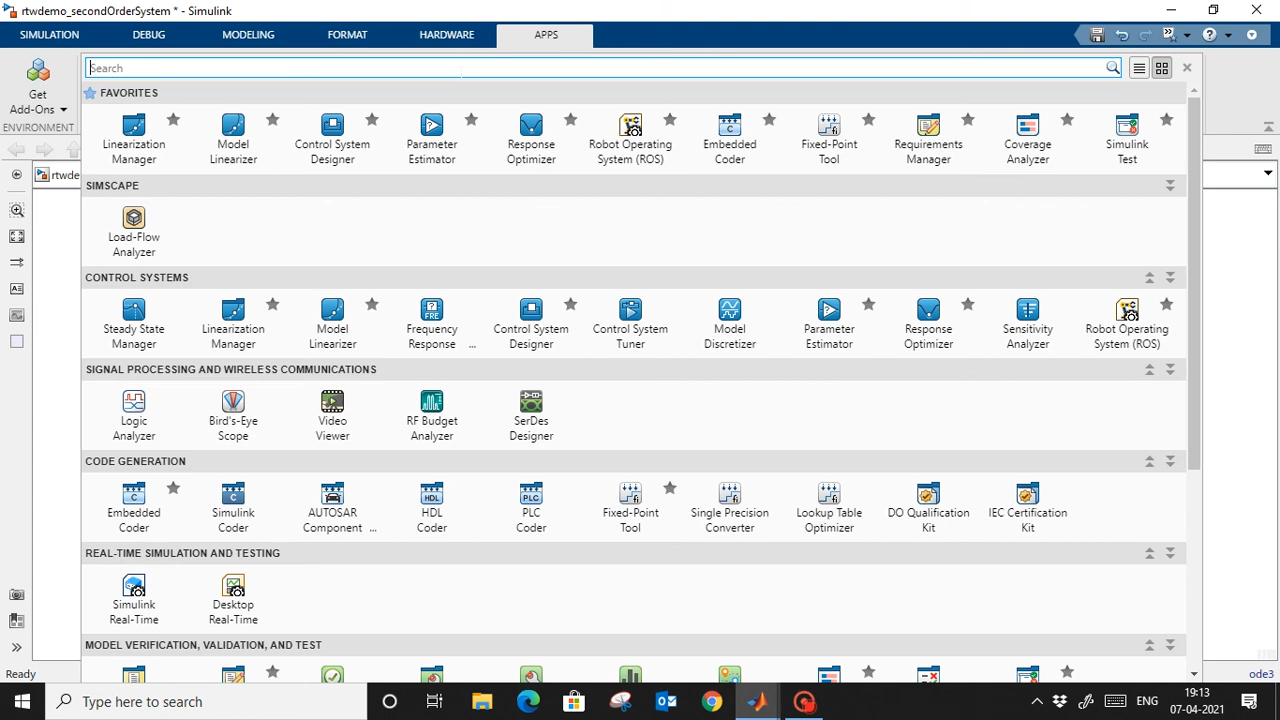 rtwdemo_secondOrderSystem * - Simulink
SIMULATION DEBUG MODELING FORMAT HARDWARE APPS
Search
Get
Add-Ons
ENVIRONMENT
FAVORITES
Linearization Manager
Model Linearizer
Control System Designer
Parameter Estimator
Response Optimizer
Robot Operating System (ROS)
Embedded Coder
Fixed-Point Tool
Requirements Manager
Coverage Analyzer
Simulink Test
rtwde
SIMSCAPE
Load-Flow Analyzer
CONTROL SYSTEMS
Steady State Manager
Linearization Manager
Model Linearizer
Frequency Response ...
Control System Designer
Control System Tuner
Model Discretizer
Parameter Estimator
Response Optimizer
Sensitivity Analyzer
Robot Operating System (ROS)
SIGNAL PROCESSING AND WIRELESS COMMUNICATIONS
Logic Analyzer
Bird's-Eye Scope
Video Viewer
RF Budget Analyzer
SerDes Designer
CODE GENERATION
Embedded Coder
Simulink Coder
AUTOSAR Component ...
HDL Coder
PLC Coder
Fixed-Point Tool
Single Precision Converter
Lookup Table Optimizer
DO Qualification Kit
IEC Certification Kit
REAL-TIME SIMULATION AND TESTING
Simulink Real-Time
Desktop Real-Time
MODEL VERIFICATION, VALIDATION, AND TEST
Ready
ode3
Type here to search
ENG
19:13
07-04-2021